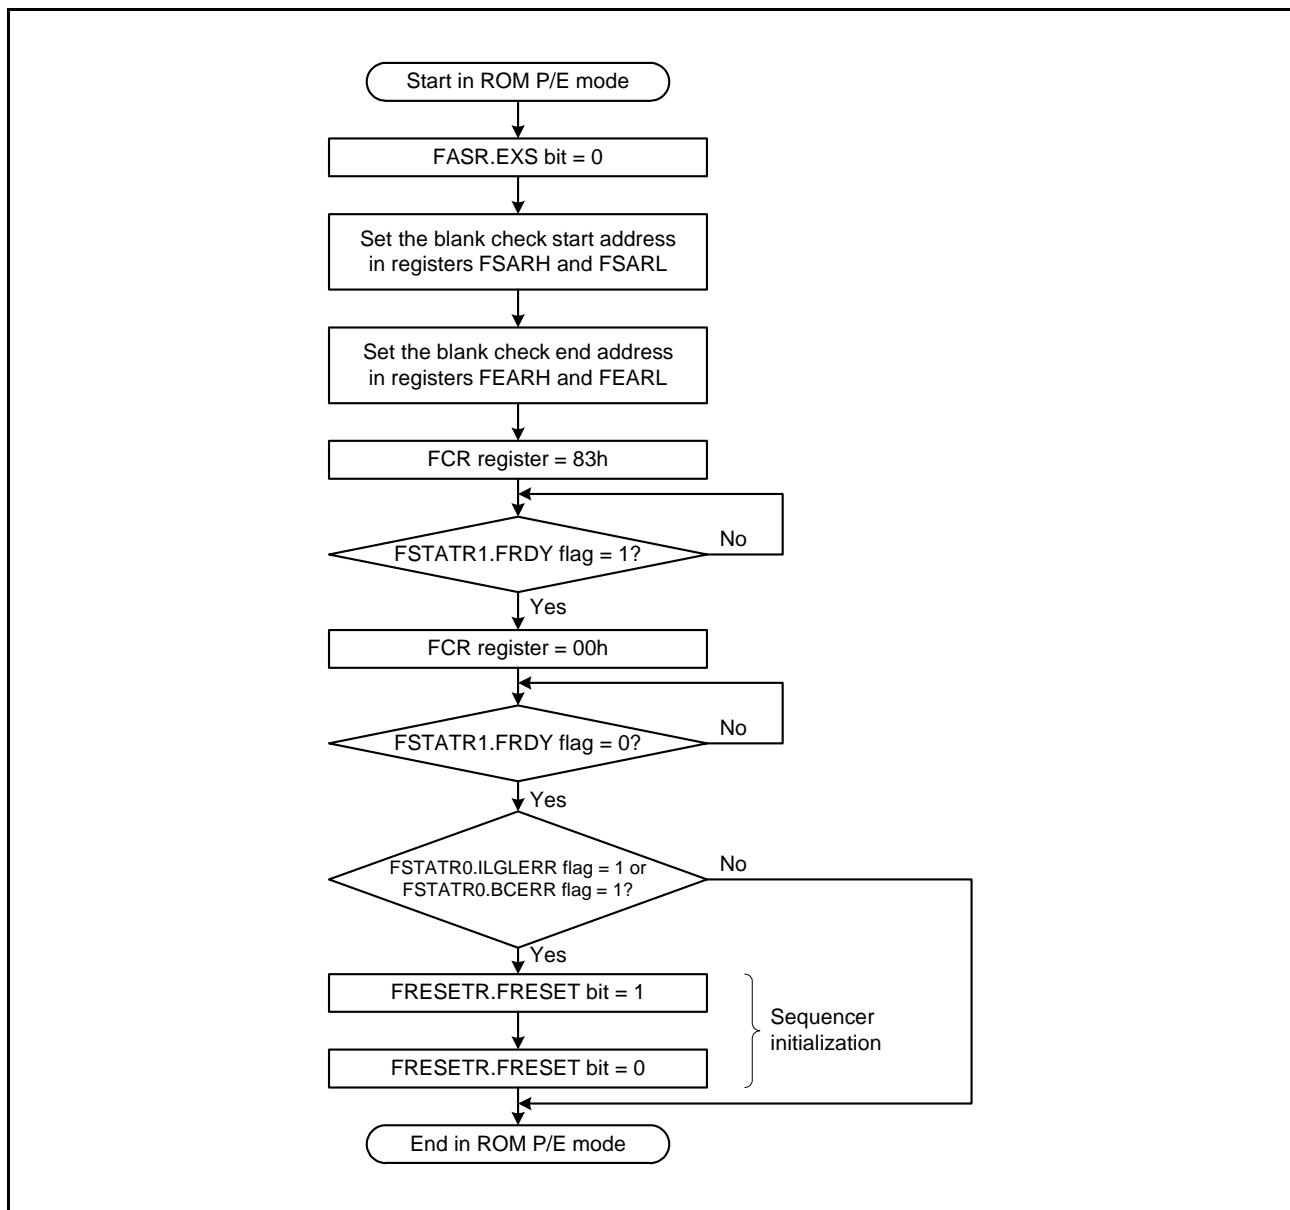 Start in ROM P/E mode
FASR.EXS bit = 0
Set the blank check start address
in registers FSARH and FSARL
Set the blank check end address
in registers FEARH and FEARL
FCR register = 83h
FSTATR1.FRDY flag = 1?
No
Yes
FCR register = 00h
FSTATR1.FRDY flag = 0?
No
Yes
FSTATR0.ILGLERR flag = 1 or
FSTATR0.BCERR flag = 1?
No
Yes
FRESETR.FRESET bit = 1
Sequencer
initialization
FRESETR.FRESET bit = 0
End in ROM P/E mode